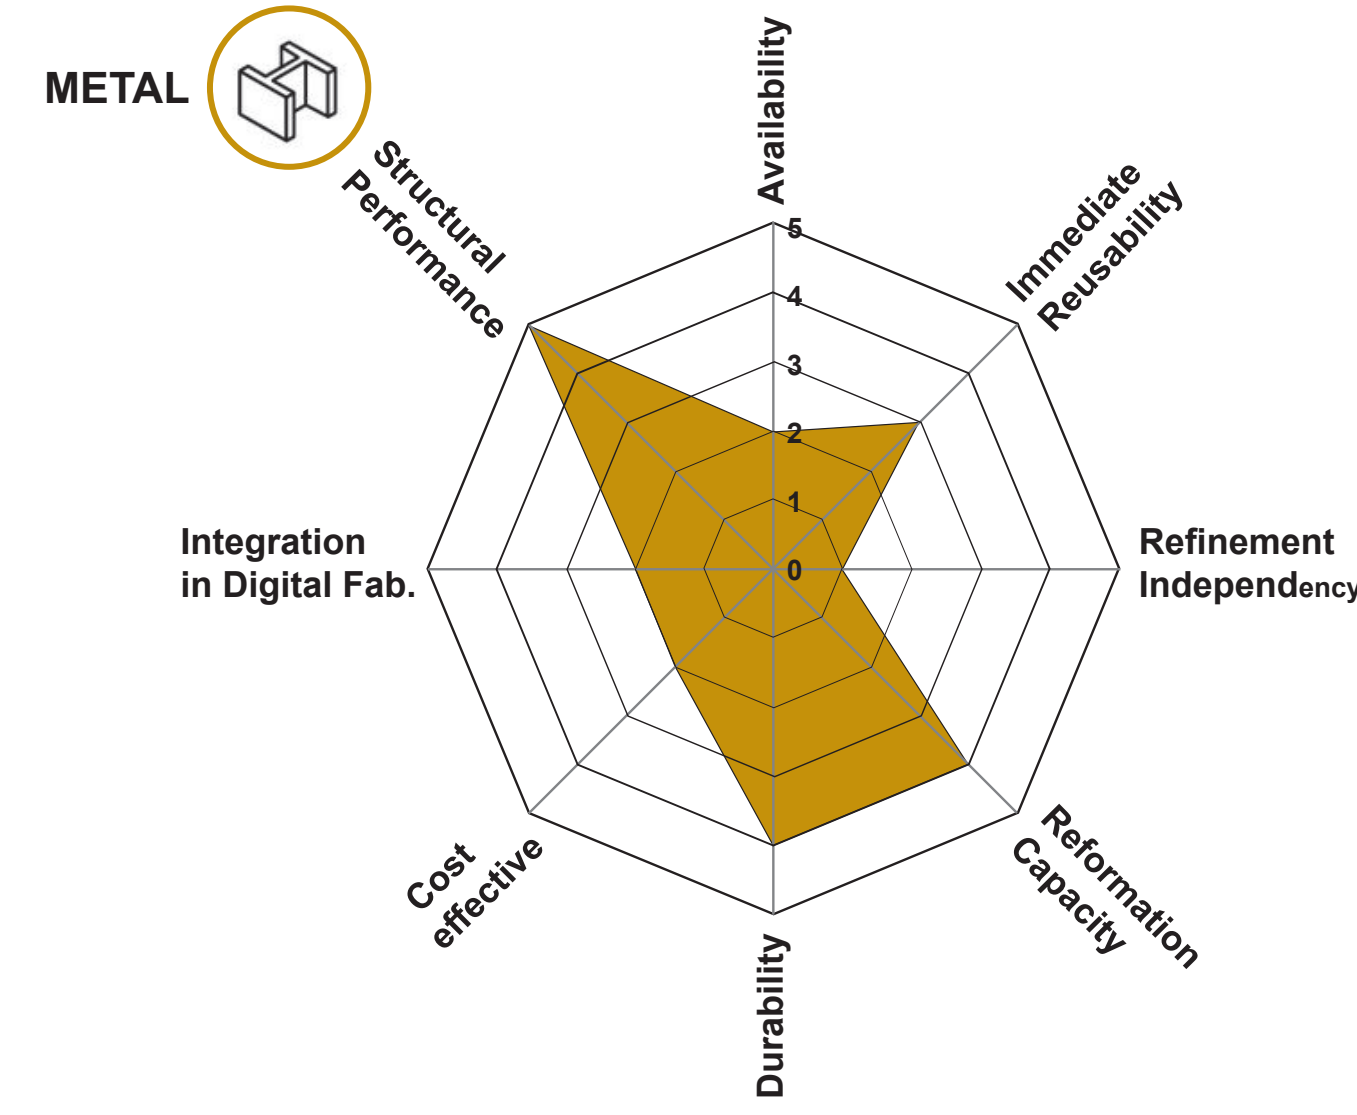 METAL
Availability
Structural
Performance
Immediate
Reusability
5
4
3
2
1
0
Integration
in Digital Fab.
Refinement
Independency
Cost
effective
Reformation
Capacity
Durability